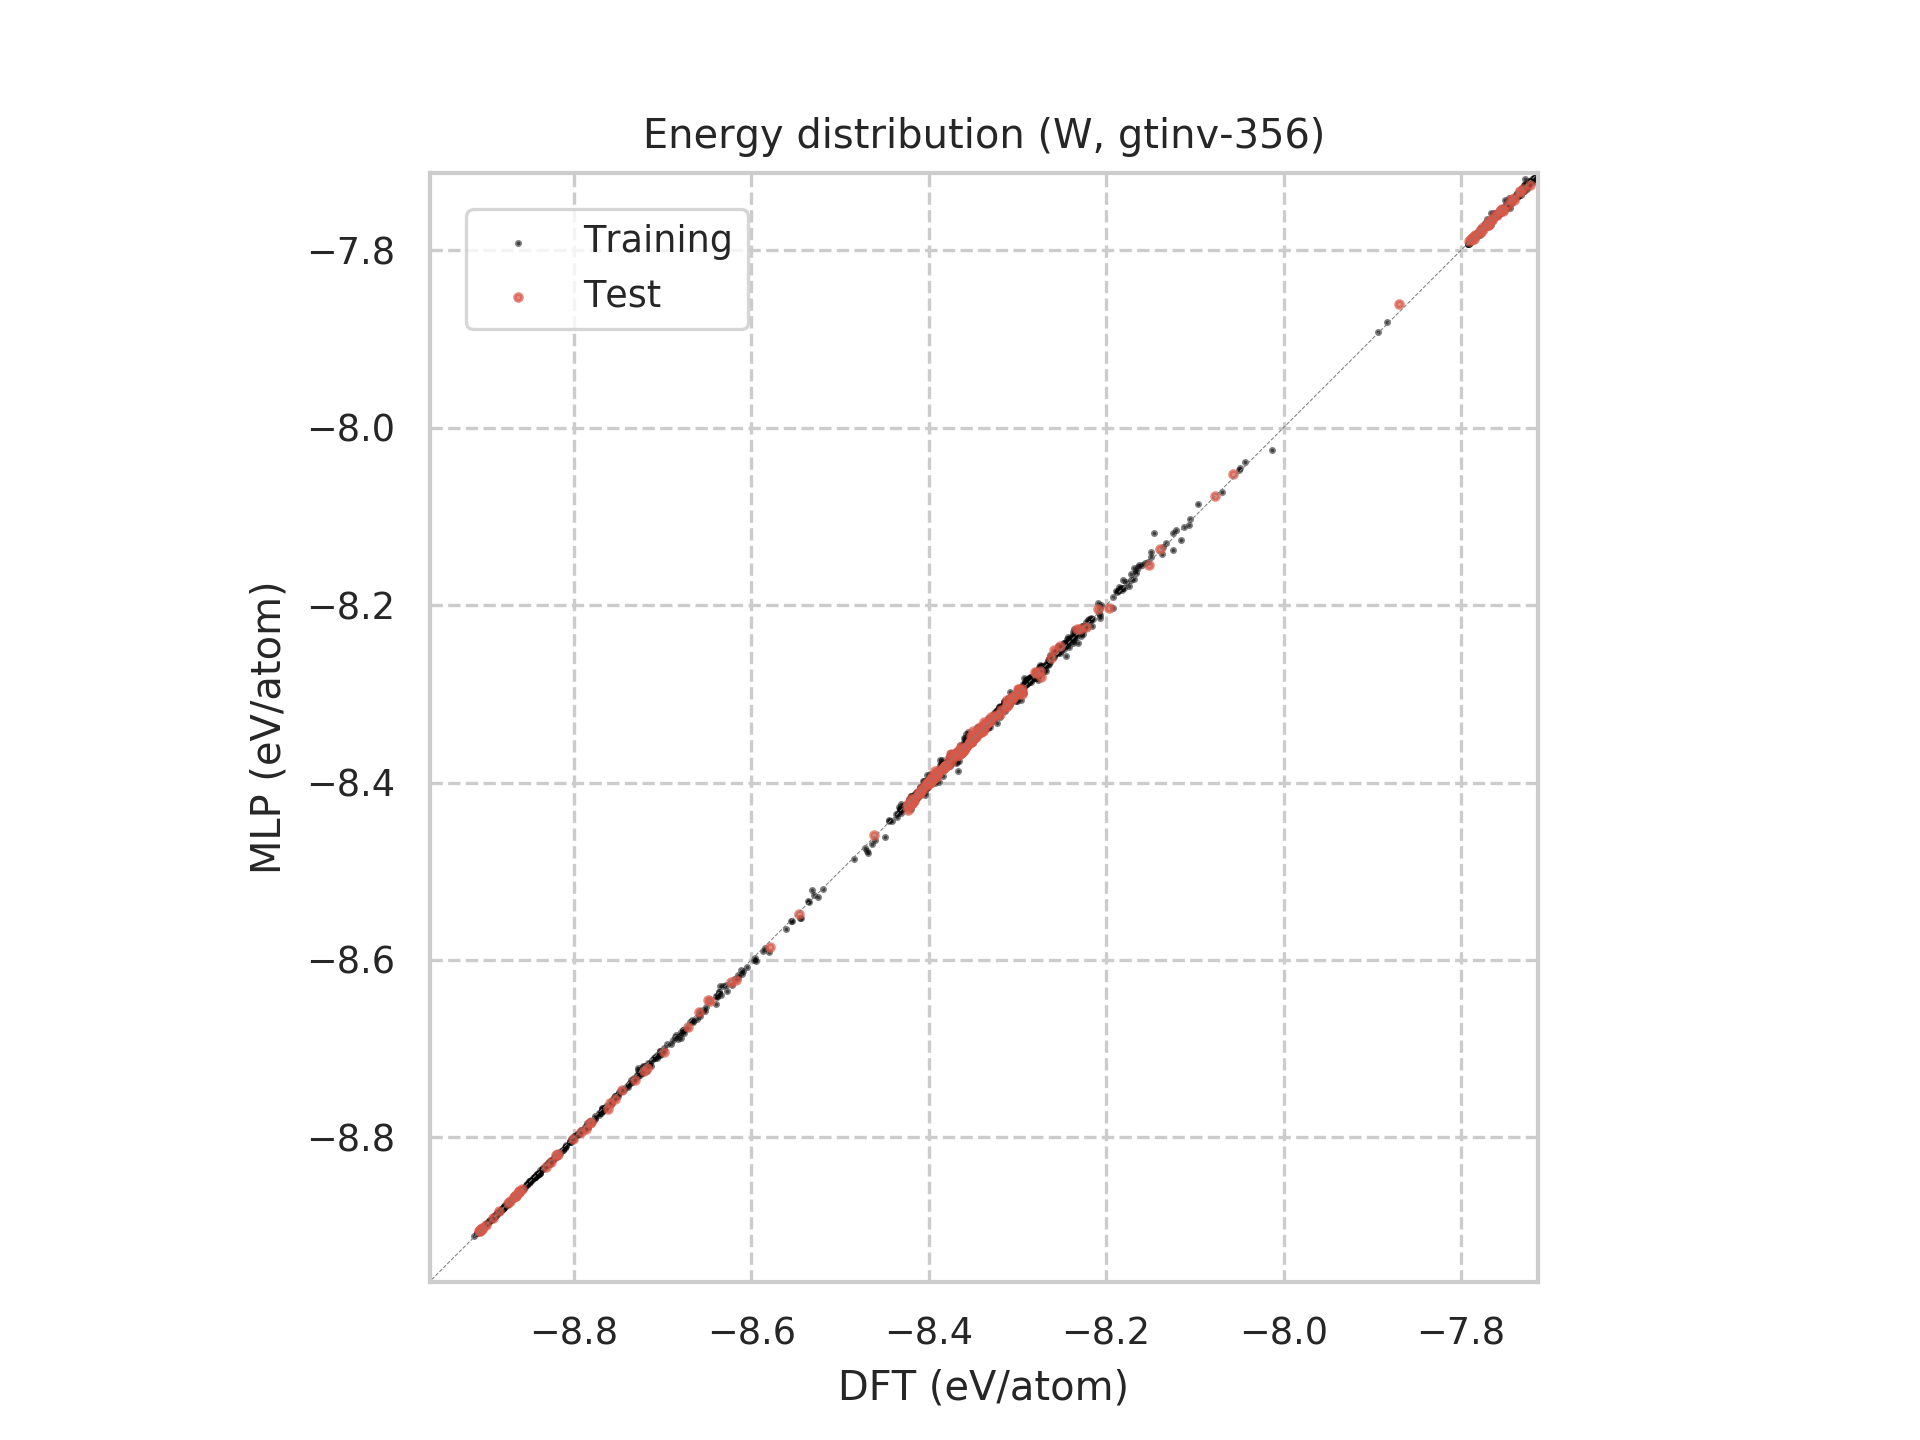 Energy distribution (W, gtinv-356)
Training
Test
−7.8
−8.0
−8.2
−8.4
−8.6
−8.8
MLP (eV/atom)
−8.8 −8.6 −8.4 −8.2 −8.0 −7.8
DFT (eV/atom)